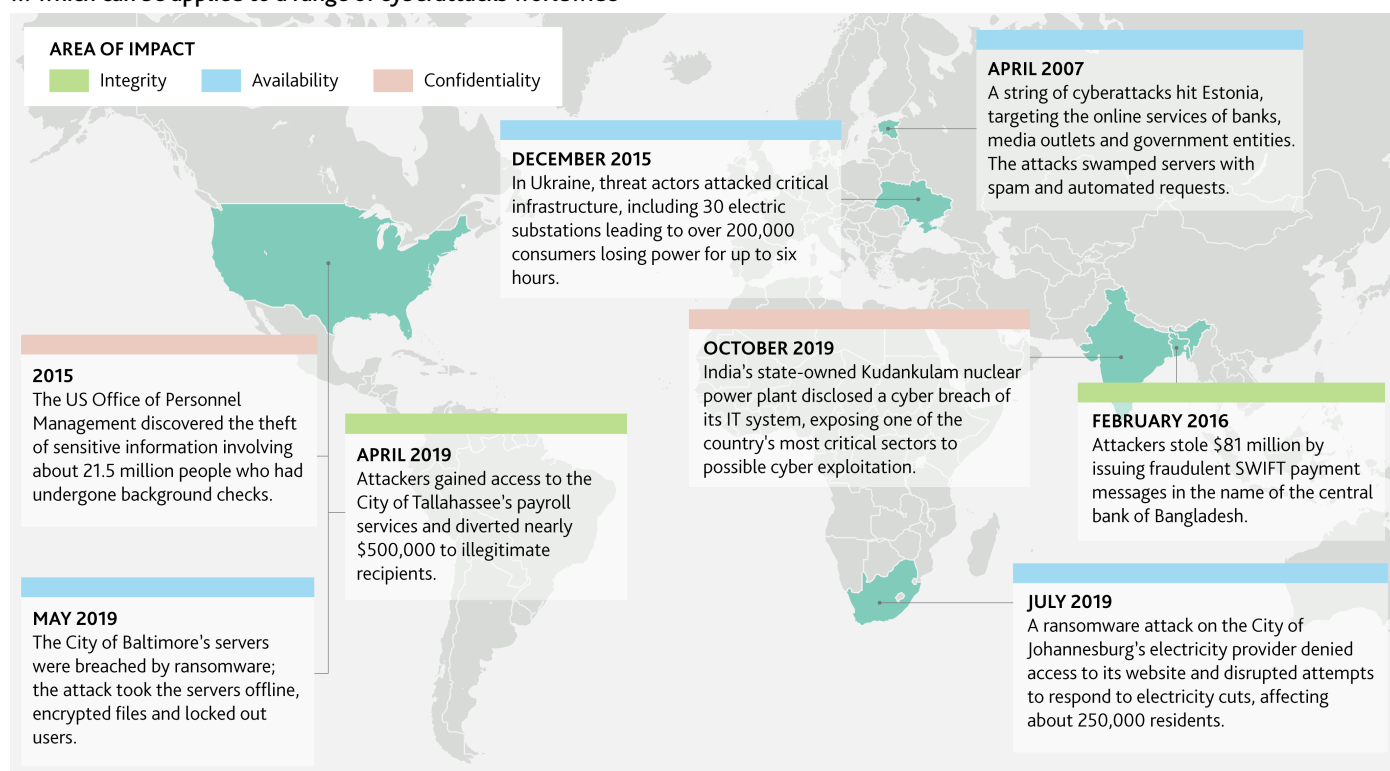 ... which can be applied to a range of cyberattacks worldwide
AREA OF IMPACT
Integrity
Availability
Confidentiality
APRIL 2007
A string of cyberattacks hit Estonia,
targeting the online services of banks,
media outlets and government entities.
The attacks swamped servers with
spam and automated requests.
DECEMBER 2015
In Ukraine, threat actors attacked critical
infrastructure, including 30 electric
substations leading to over 200,000
consumers losing power for up to six
hours.
OCTOBER 2019
India's state-owned Kudankulam nuclear
power plant disclosed a cyber breach of
its IT system, exposing one of the
country's most critical sectors to
possible cyber exploitation.
2015
The US Office of Personnel
Management discovered the theft
of sensitive information involving
about 21.5 million people who had
undergone background checks.
FEBRUARY 2016
Attackers stole $81 million by
issuing fraudulent SWIFT payment
messages in the name of the central
bank of Bangladesh.
APRIL 2019
Attackers gained access to the
City of Tallahassee's payroll
services and diverted nearly
$500,000 to illegitimate
recipients.
MAY 2019
The City of Baltimore's servers
were breached by ransomware;
the attack took the servers offline,
encrypted files and locked out
users.
JULY 2019
A ransomware attack on the City of
Johannesburg's electricity provider denied
access to its website and disrupted attempts
to respond to electricity cuts, affecting
about 250,000 residents.